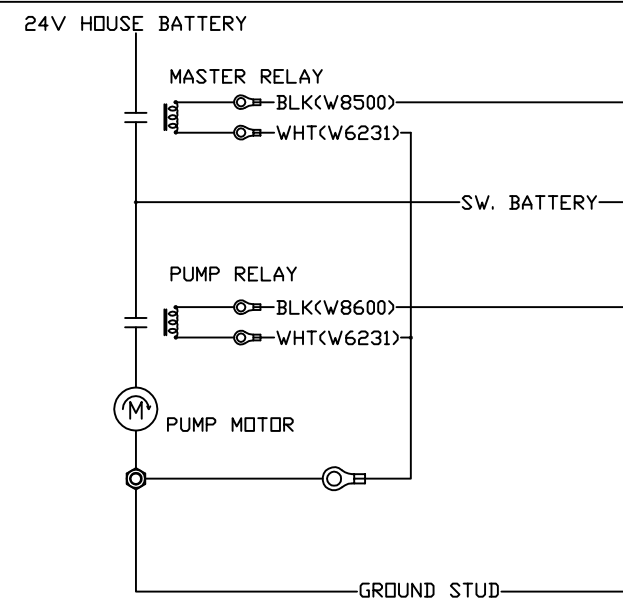 24V HOUSE BATTERY
MASTER RELAY
BLK(W8500)
WHT(W6231)
SW. BATTERY
PUMP RELAY
BLK(W8600)
WHT(W6231)
M
PUMP MOTOR
GROUND STUD